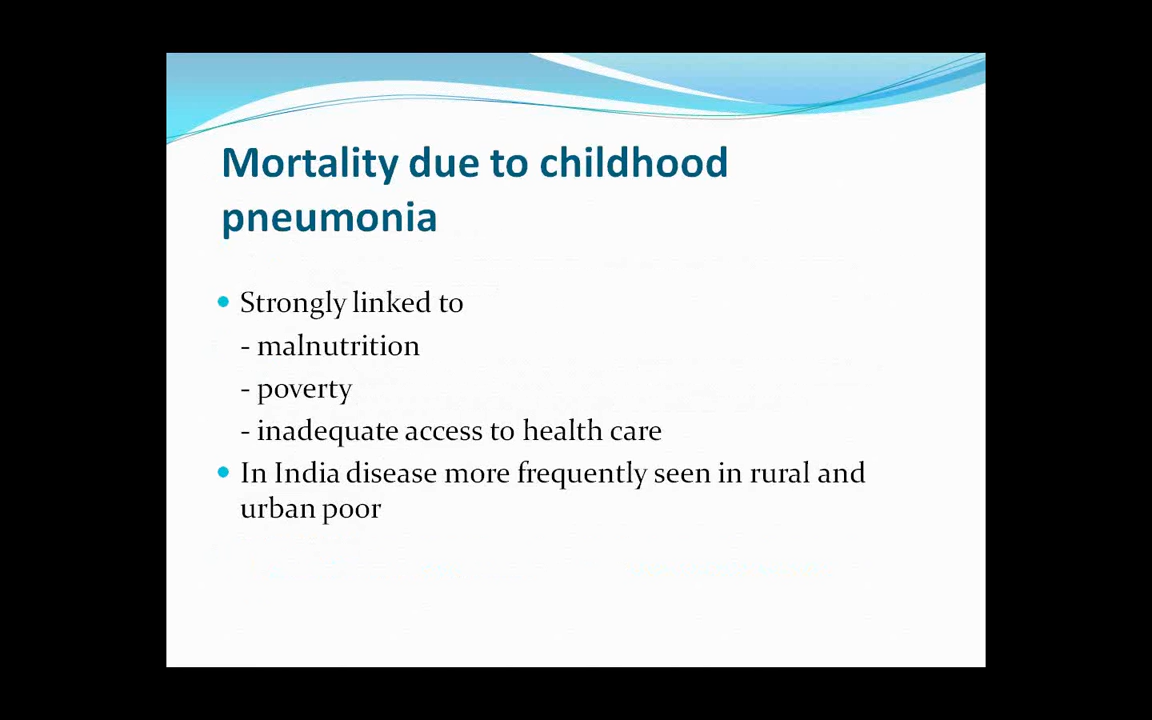 Mortality due to childhood
pneumonia
Strongly linked to
- malnutrition
- poverty
- inadequate access to health care
In India disease more frequently seen in rural and
urban poor